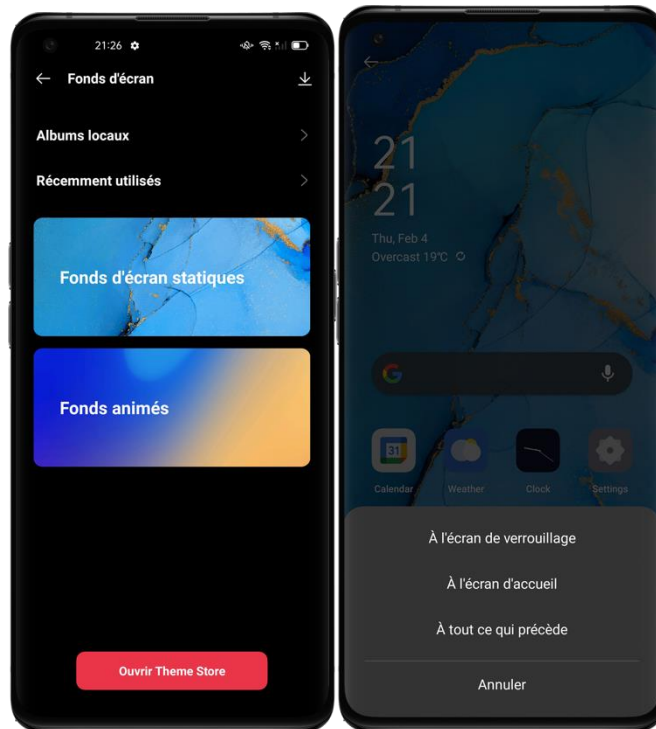 21:26
Fonds d'écran
Albums locaux
Récemment utilisés
Fonds d'écran statiques
Fonds animés
Ouvrir Theme Store
21
21
Thu, Feb 4
Overcast 19°C
G
31
Calendar Weather Clock Settings
À l'écran de verrouillage
À l'écran d'accueil
À tout ce qui précède
Annuler